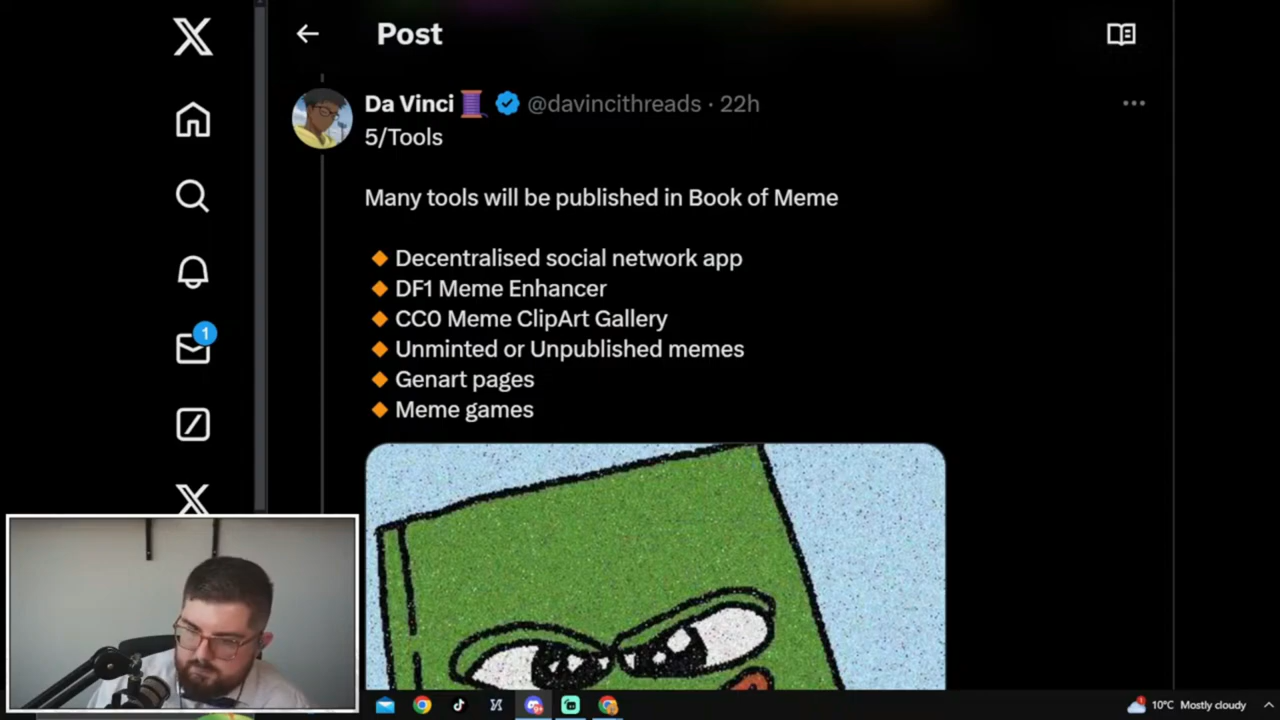 Post
Da Vinci @davincithreads · 22h
5/Tools
Many tools will be published in Book of Meme
Decentralised social network app
DF1 Meme Enhancer
CC0 Meme ClipArt Gallery
Unminted or Unpublished memes
Genart pages
Meme games
1
10°C Mostly cloudy